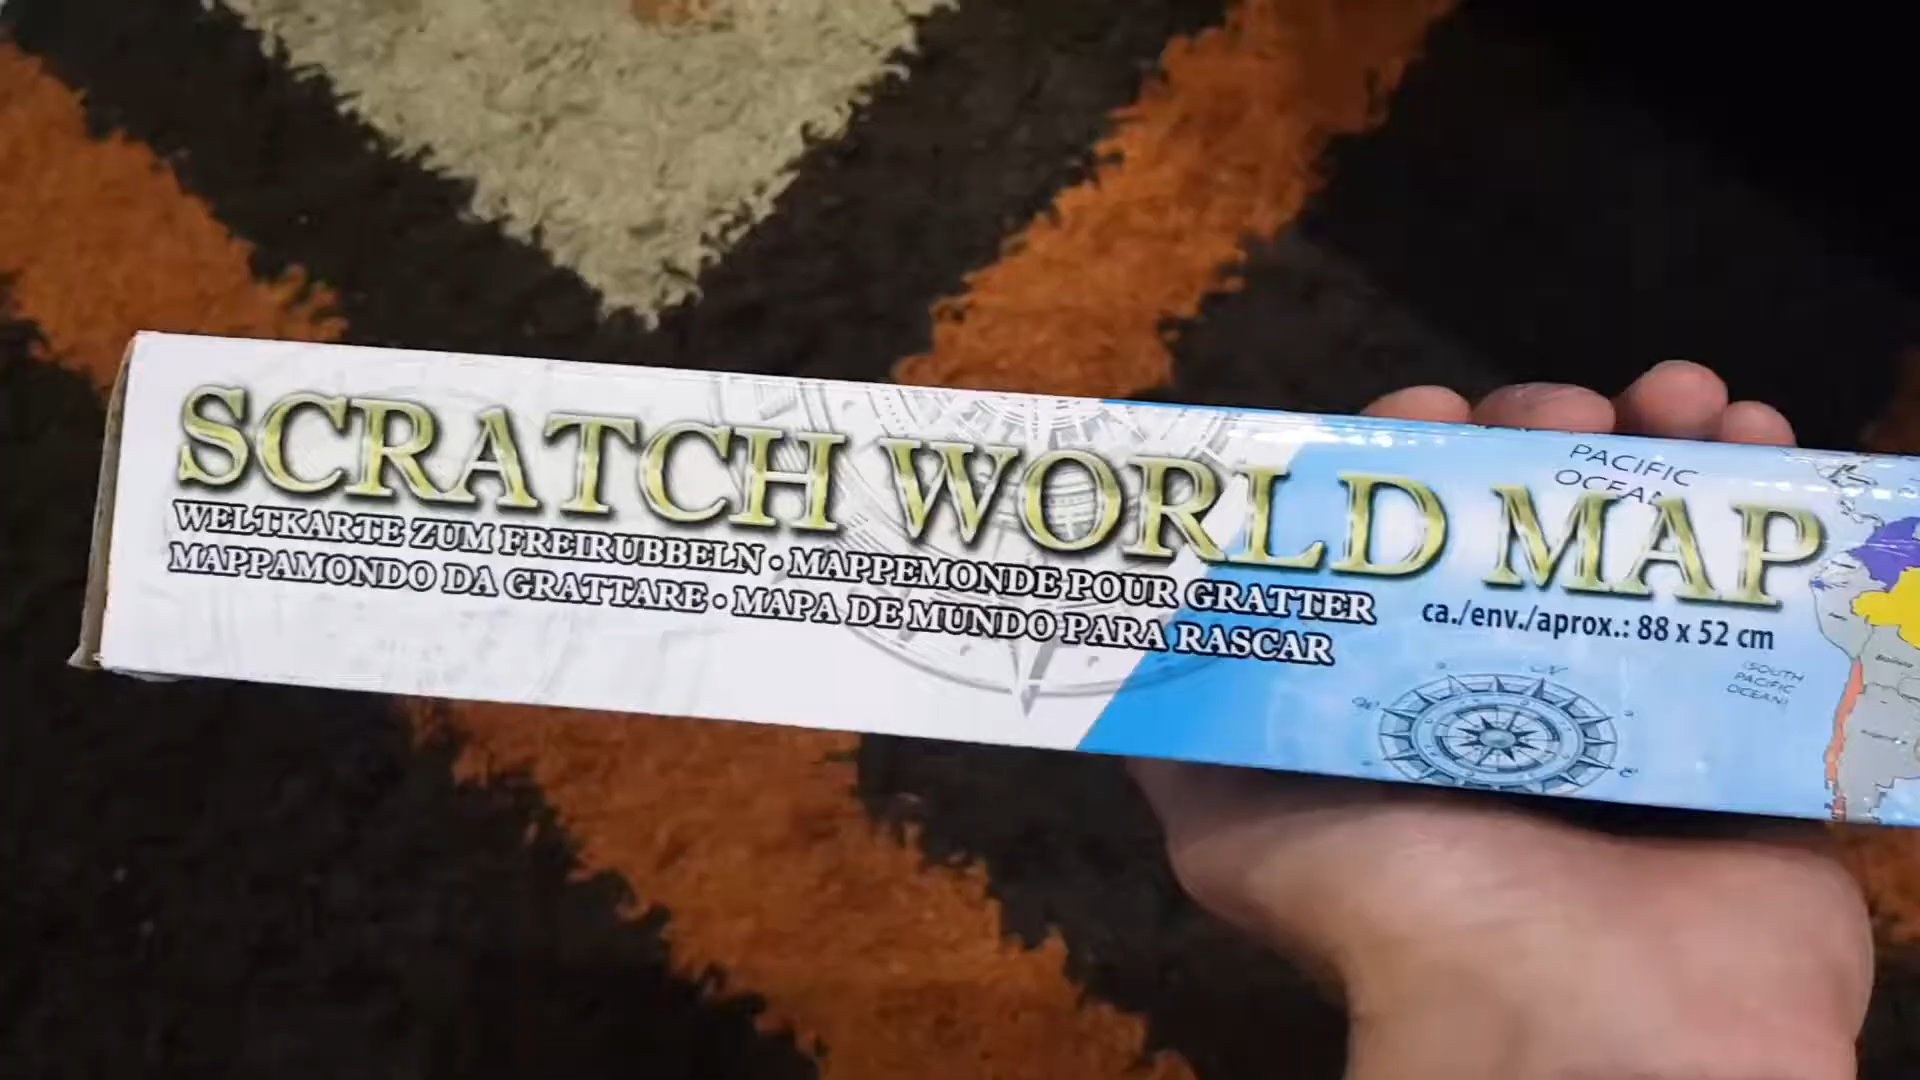 SCRATCH WORLD MAP
WELTKARTE ZUM FREIRUBBELN • MAPPEMONDE POUR GRATTER
MAPPAMONDO DA GRATTARE • MAPA DE MUNDO PARA RASCAR
ca./env./aprox.: 88 x 52 cm
PACIFIC
OCEAN
(SOUTH
PACIFIC
OCEAN)
N